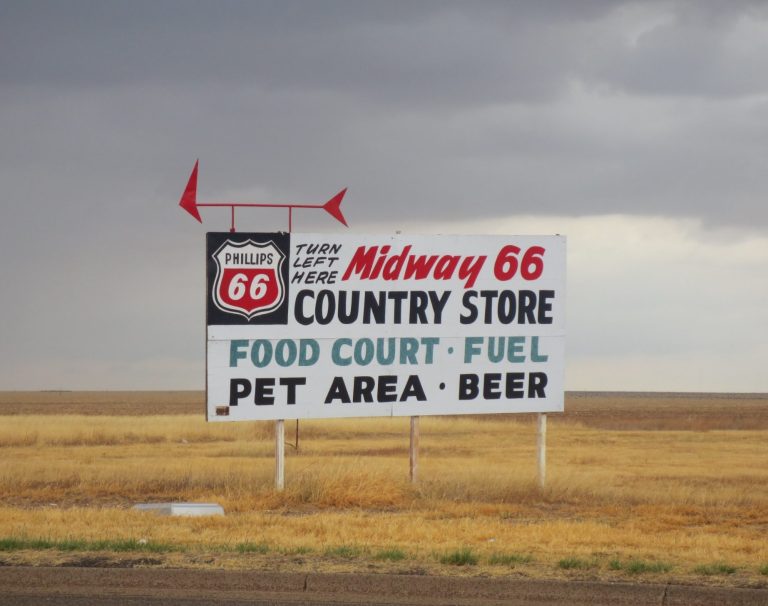 PHILLIPS
66
TURN
LEFT
HERE
Midway 66
COUNTRY STORE
FOOD COURT · FUEL
PET AREA · BEER